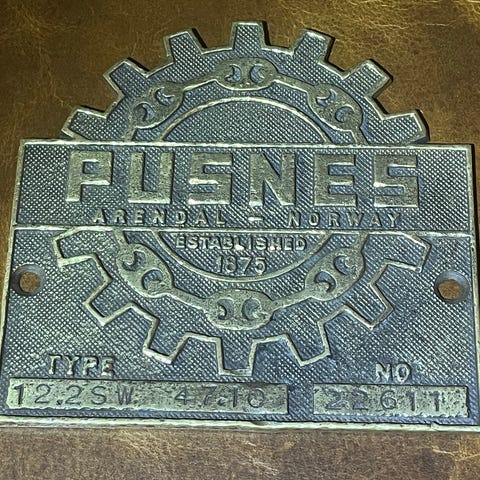 PUSNES
ARENDAL - NORWAY
ESTABLISHED
1875
TYPE NO
12.2SW 47.10 22611